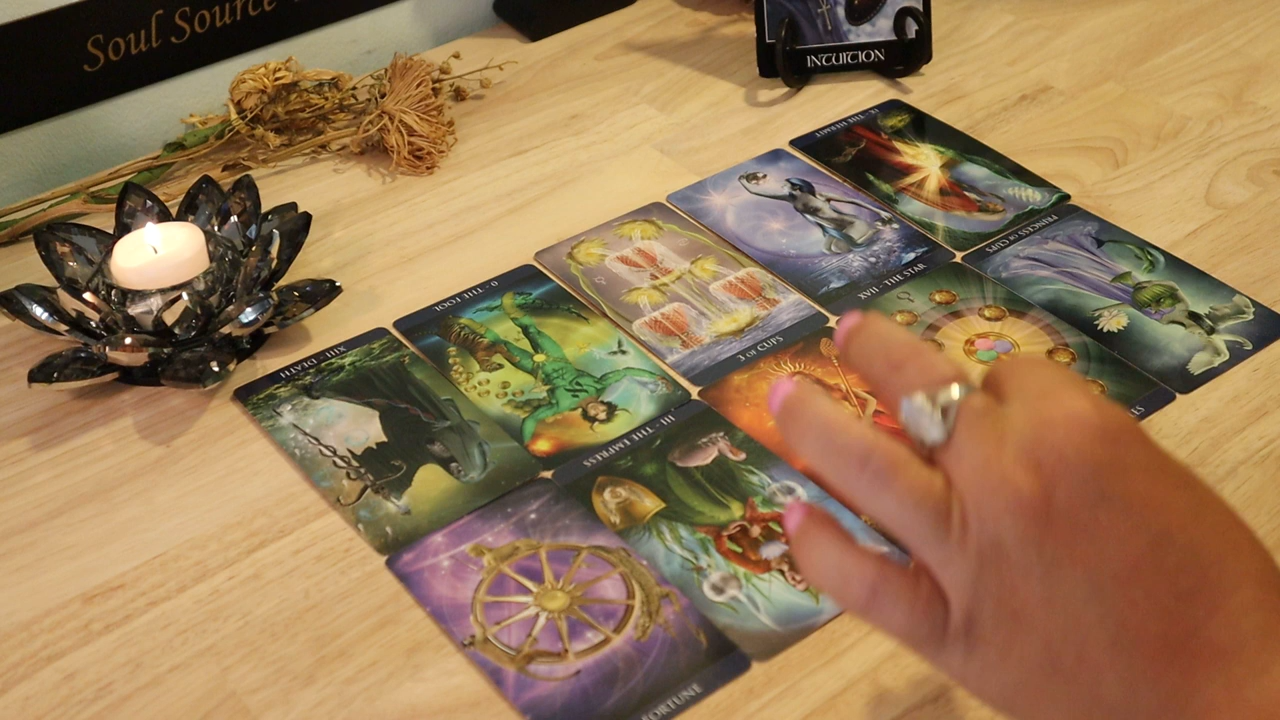 Soul Source
INTUITION
IX - THE HERMIT
PRINCESS OF CUPS
XVII - THE STAR
3 OF CUPS
0 - THE FOOL
III - THE EMPRESS
XIII - DEATH
FORTUNE